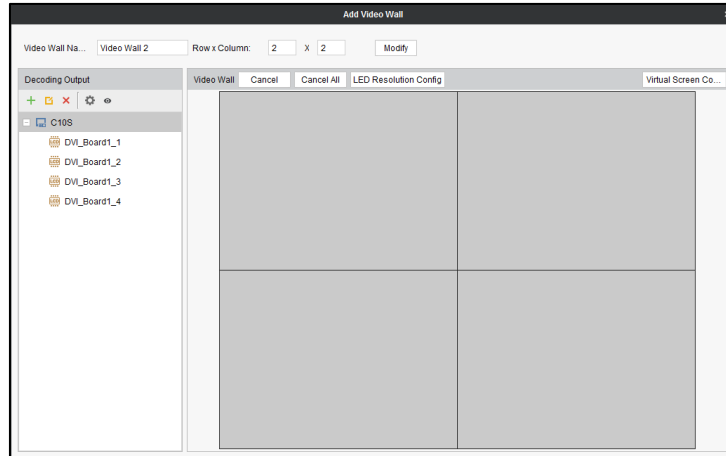 Add Video Wall
Video Wall Na... Video Wall 2 Row x Column: 2 X 2 Modify
Decoding Output
Video Wall Cancel Cancel All LED Resolution Config Virtual Screen Co...
C10S
DVI_Board1_1
DVI_Board1_2
DVI_Board1_3
DVI_Board1_4